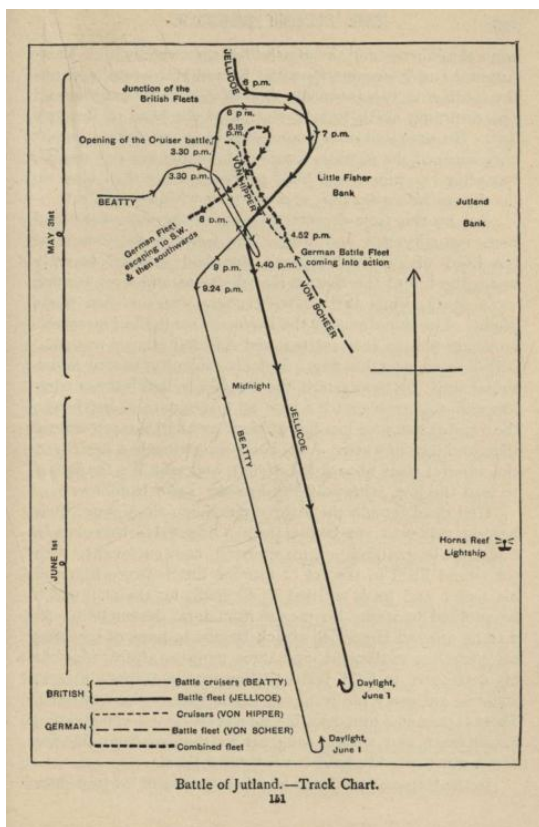 JELLICOE
6 p.m.
Junction of the
British Fleets
6 p.m.
6.15
p.m.
7 p.m.
Opening of the Cruiser battle,
3.30 p.m.
3.30 p.m.
BEATTY
VON HIPPER
Little Fisher
Bank
Jutland
Bank
MAY 31st
8 p.m.
German Fleet
escaping to S.W.
& then southwards
4.52 p.m.
German Battle Fleet
coming into action
4.40 p.m.
9 p.m.
9.24 p.m.
VON SCHEER
Midnight
BEATTY
JELLICOE
JUNE 1st
Horns Reef
Lightship
Daylight,
June 1
Daylight,
June 1
BRITISH
Battle cruisers (BEATTY)
Battle fleet (JELLICOE)
GERMAN
Cruisers (VON HIPPER)
Battle fleet (VON SCHEER)
Combined fleet
Battle of Jutland.—Track Chart.
151